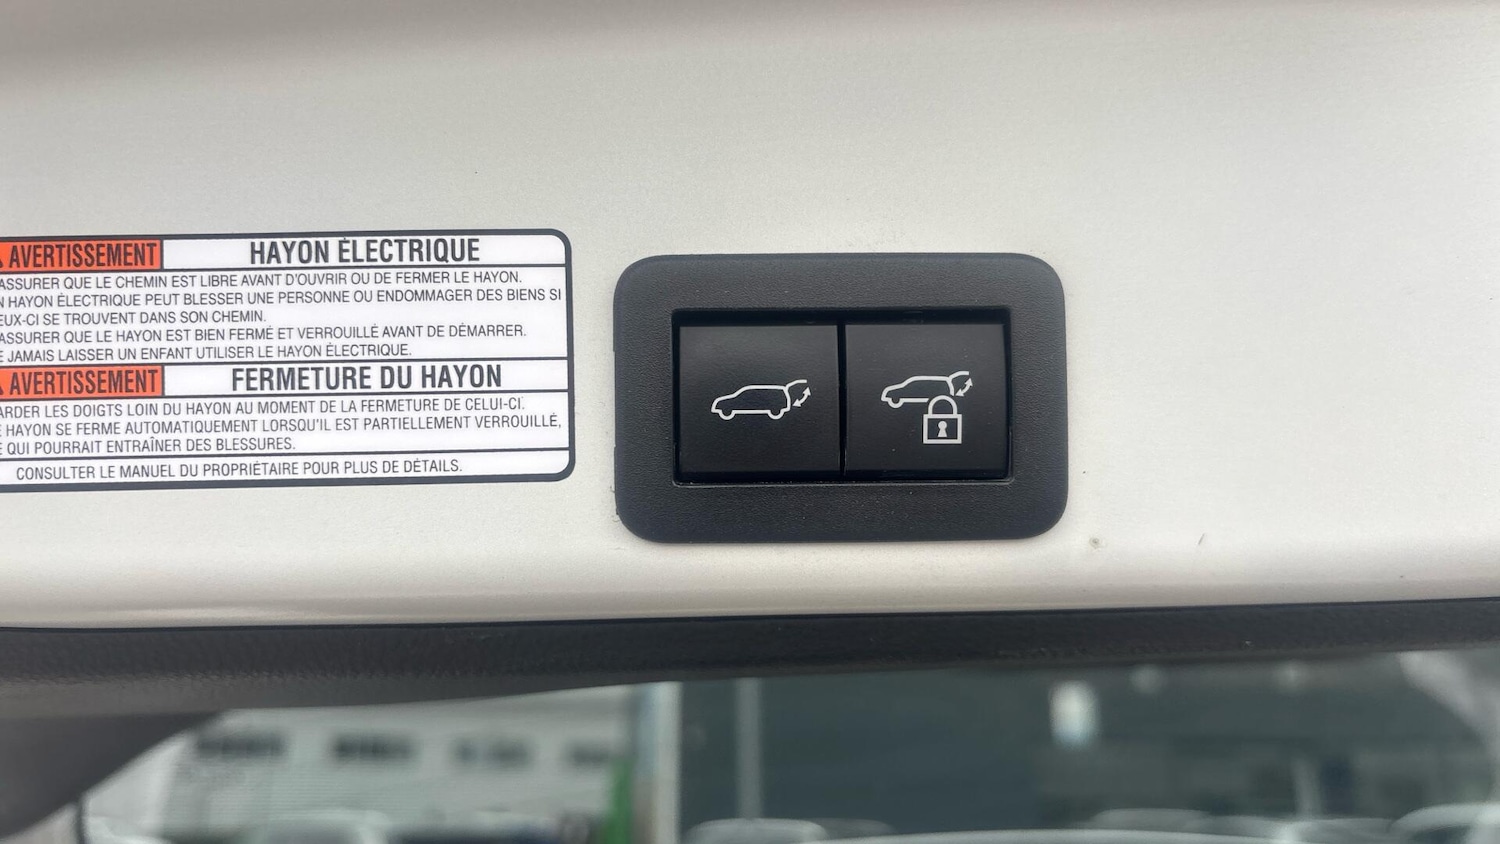 AVERTISSEMENT HAYON ÉLECTRIQUE
ASSURER QUE LE CHEMIN EST LIBRE AVANT D'OUVRIR OU DE FERMER LE HAYON.
N HAYON ÉLECTRIQUE PEUT BLESSER UNE PERSONNE OU ENDOMMAGER DES BIENS SI
EUX-CI SE TROUVENT DANS SON CHEMIN.
ASSURER QUE LE HAYON EST BIEN FERMÉ ET VERROUILLÉ AVANT DE DÉMARRER.
E JAMAIS LAISSER UN ENFANT UTILISER LE HAYON ÉLECTRIQUE.
AVERTISSEMENT FERMETURE DU HAYON
ARDER LES DOIGTS LOIN DU HAYON AU MOMENT DE LA FERMETURE DE CELUI-CI.
E HAYON SE FERME AUTOMATIQUEMENT LORSQU'IL EST PARTIELLEMENT VERROUILLÉ,
E QUI POURRAIT ENTRAÎNER DES BLESSURES.
CONSULTER LE MANUEL DU PROPRIÉTAIRE POUR PLUS DE DÉTAILS.